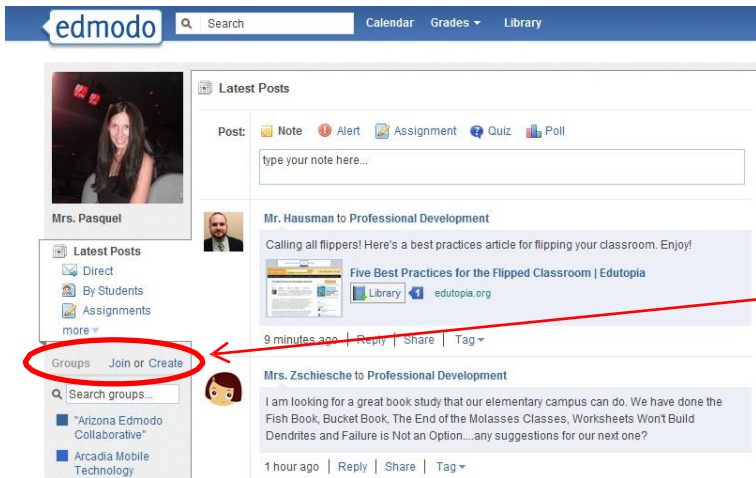 edmodo Search Calendar Grades Library
Latest Posts
Post: Note Alert Assignment Quiz Poll
type your note here...
Mrs. Pasquel
Latest Posts
Direct
By Students
Assignments
more
Groups Join or Create
Search groups...
"Arizona Edmodo
Collaborative"
Arcadia Mobile
Technology
Mr. Hausman to Professional Development
Calling all flippers! Here's a best practices article for flipping your classroom. Enjoy!
Five Best Practices for the Flipped Classroom | Edutopia
Library 1 edutopia.org
9 minutes ago | Reply | Share | Tag
Mrs. Zschiesche to Professional Development
I am looking for a great book study that our elementary campus can do. We have done the
Fish Book, Bucket Book, The End of the Molasses Classes, Worksheets Won't Build
Dendrites and Failure is Not an Option....any suggestions for our next one?
1 hour ago | Reply | Share | Tag